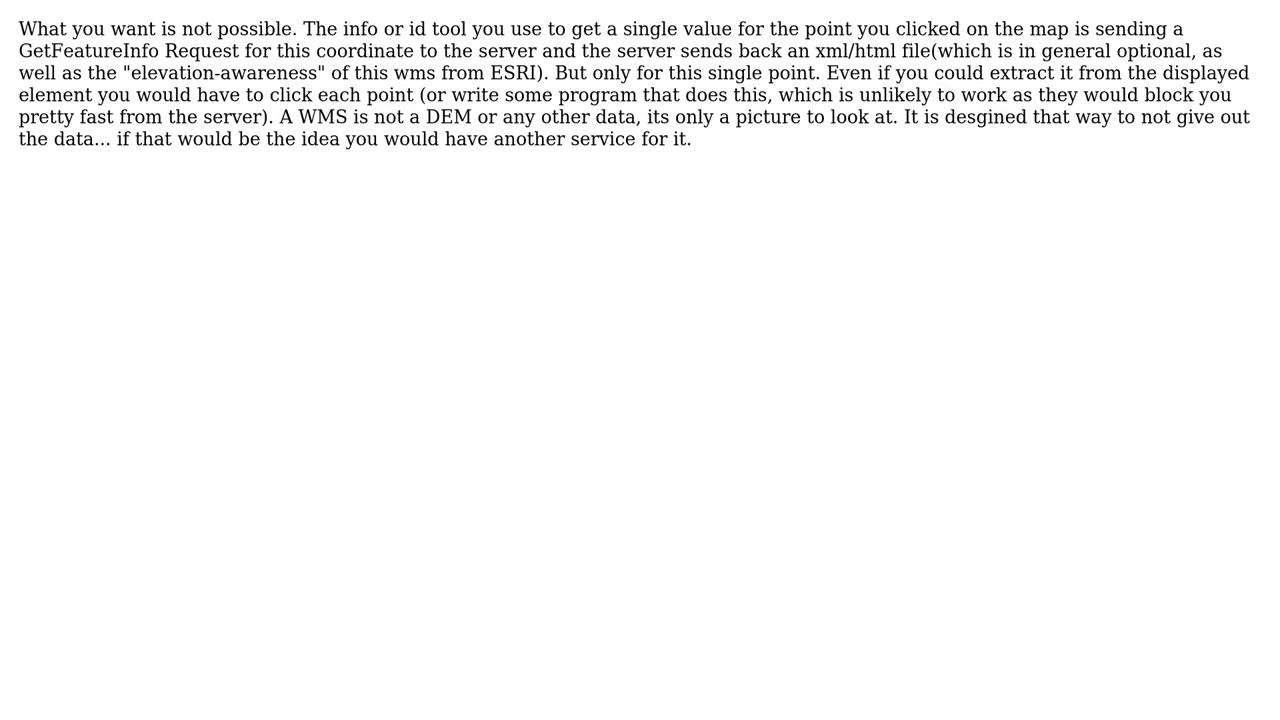 What you want is not possible. The info or id tool you use to get a single value for the point you clicked on the map is sending a
GetFeatureInfo Request for this coordinate to the server and the server sends back an xml/html file(which is in general optional, as
well as the "elevation-awareness" of this wms from ESRI). But only for this single point. Even if you could extract it from the displayed
element you would have to click each point (or write some program that does this, which is unlikely to work as they would block you
pretty fast from the server). A WMS is not a DEM or any other data, its only a picture to look at. It is desgined that way to not give out
the data... if that would be the idea you would have another service for it.